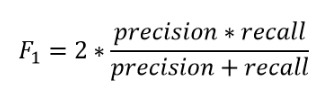 F₁ = 2 * (precision * recall) / (precision + recall)